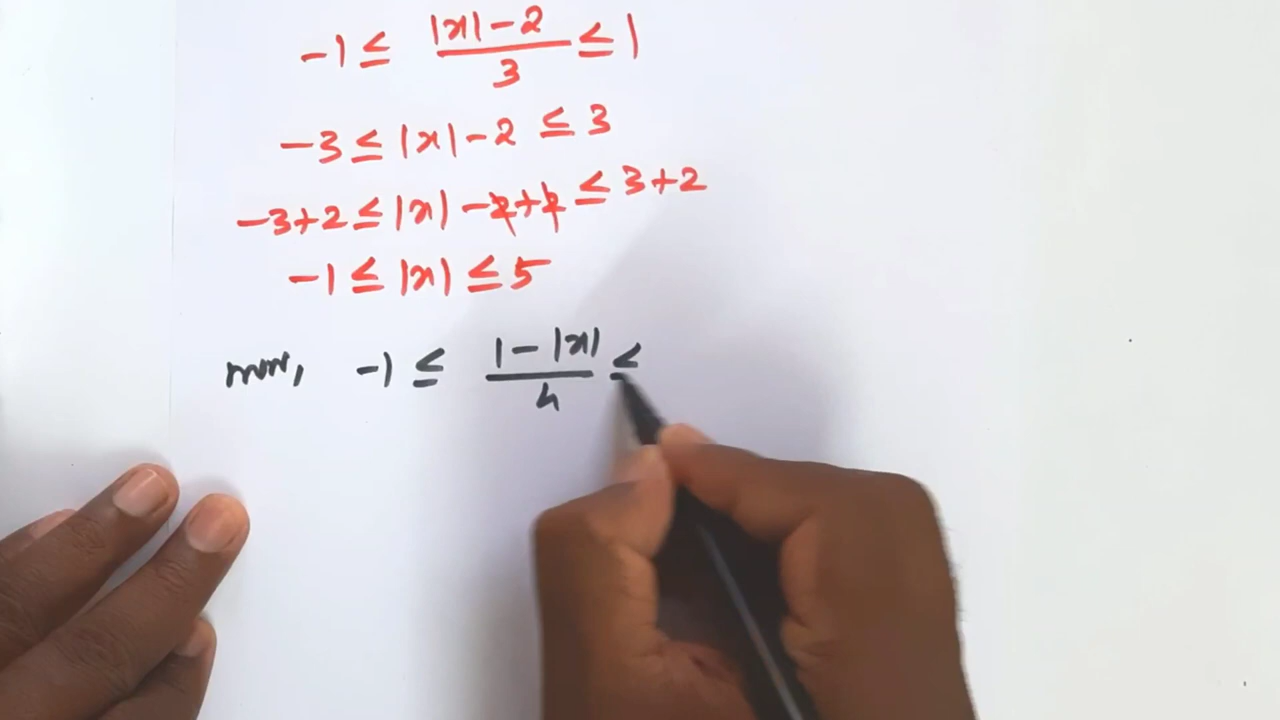 -1 ≤ (|x| - 2)/3 ≤ 1
-3 ≤ |x| - 2 ≤ 3
-3+2 ≤ |x| - 2+2 ≤ 3+2
-1 ≤ |x| ≤ 5
-1 ≤ (1 - |x|)/4 ≤